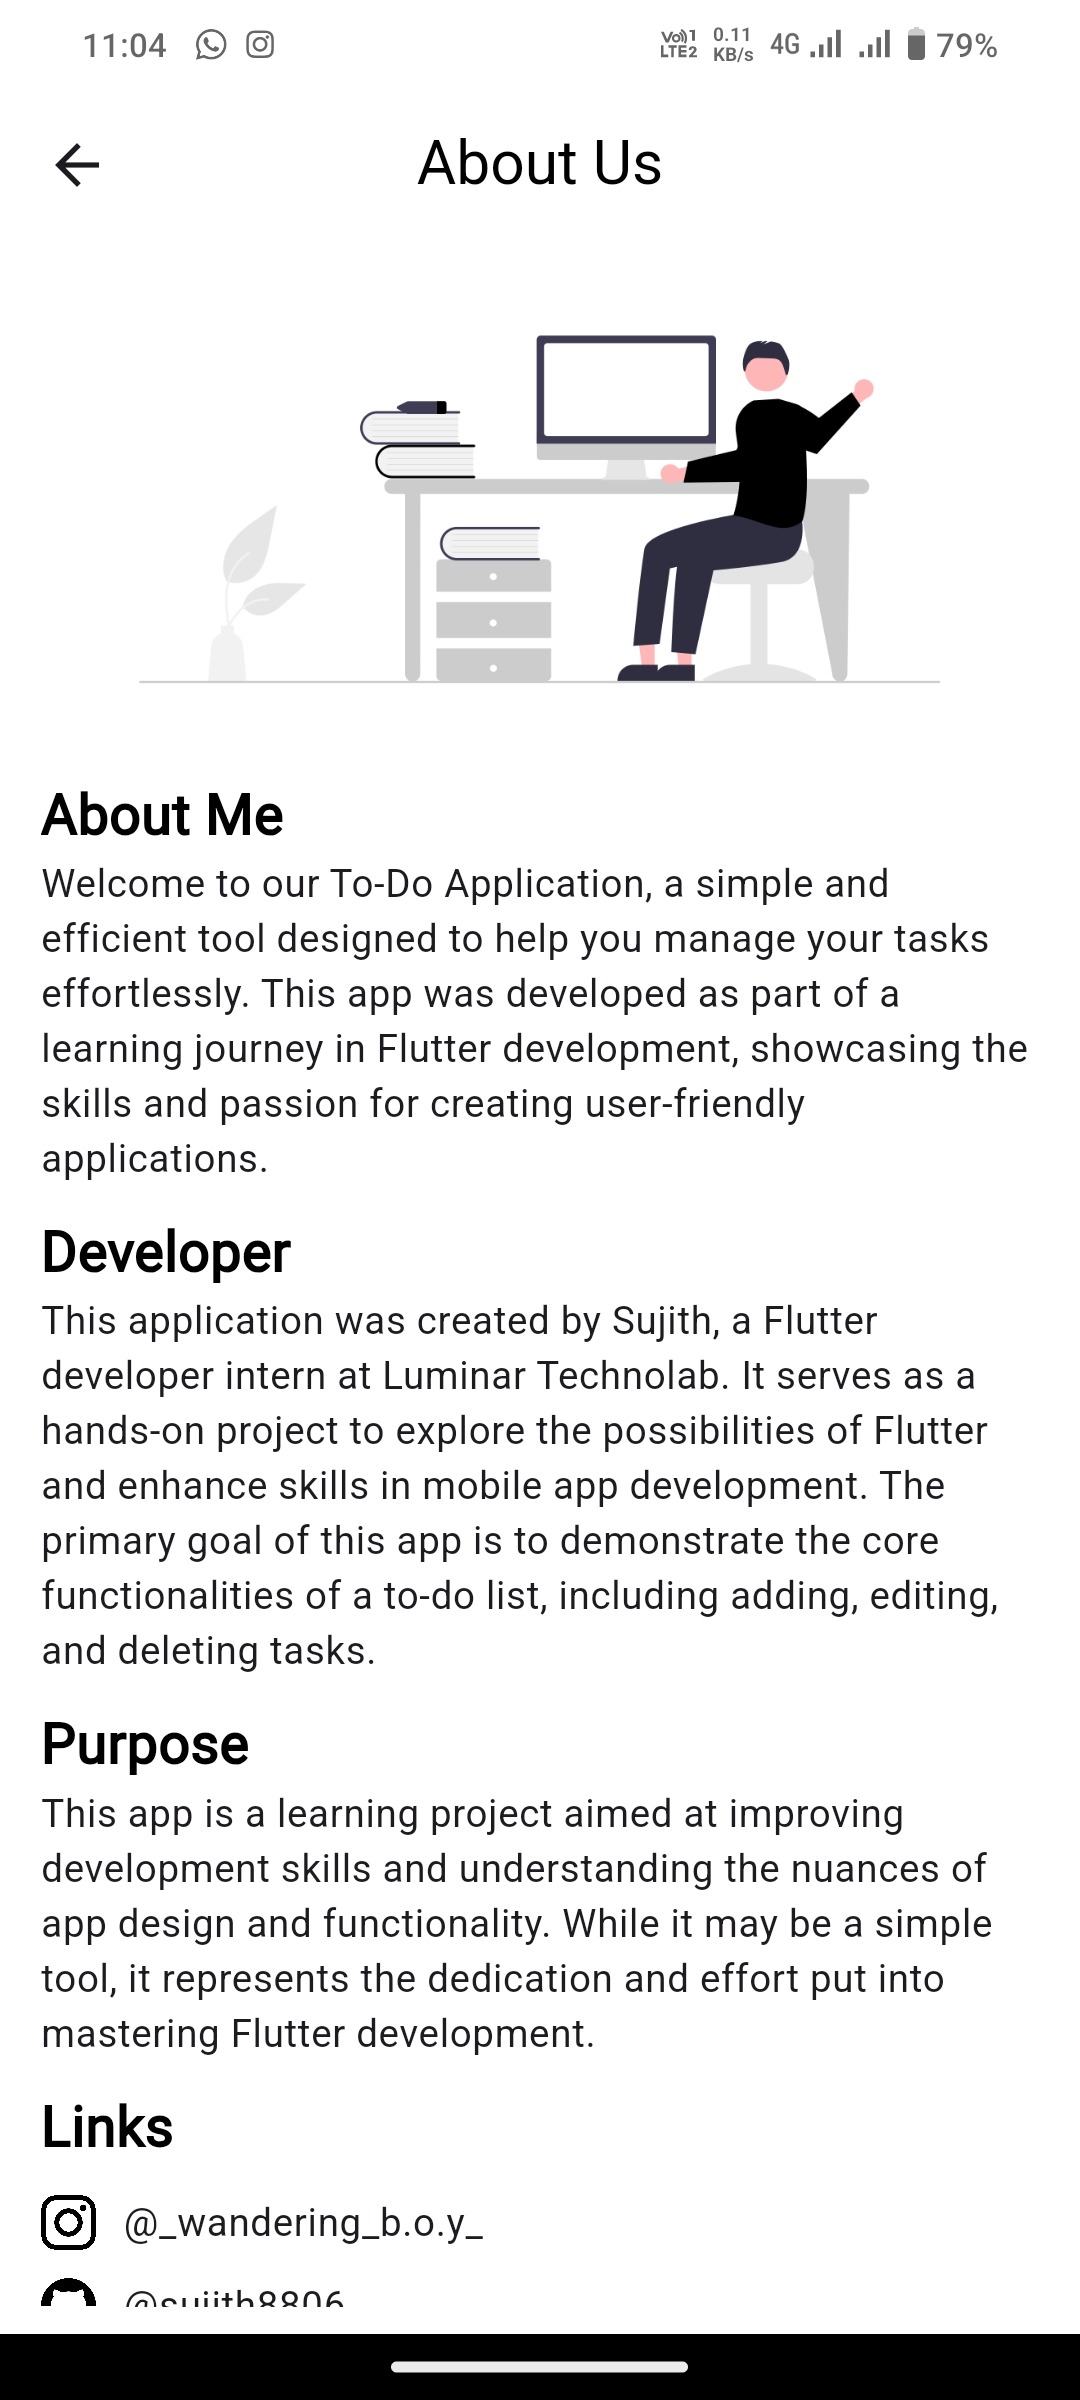 11:04
Vo))1 LTE2 0.11 KB/s 4G 79%
About Us
About Me
Welcome to our To-Do Application, a simple and
efficient tool designed to help you manage your tasks
effortlessly. This app was developed as part of a
learning journey in Flutter development, showcasing the
skills and passion for creating user-friendly
applications.
Developer
This application was created by Sujith, a Flutter
developer intern at Luminar Technolab. It serves as a
hands-on project to explore the possibilities of Flutter
and enhance skills in mobile app development. The
primary goal of this app is to demonstrate the core
functionalities of a to-do list, including adding, editing,
and deleting tasks.
Purpose
This app is a learning project aimed at improving
development skills and understanding the nuances of
app design and functionality. While it may be a simple
tool, it represents the dedication and effort put into
mastering Flutter development.
Links
@_wandering_b.o.y_
@sujith8806